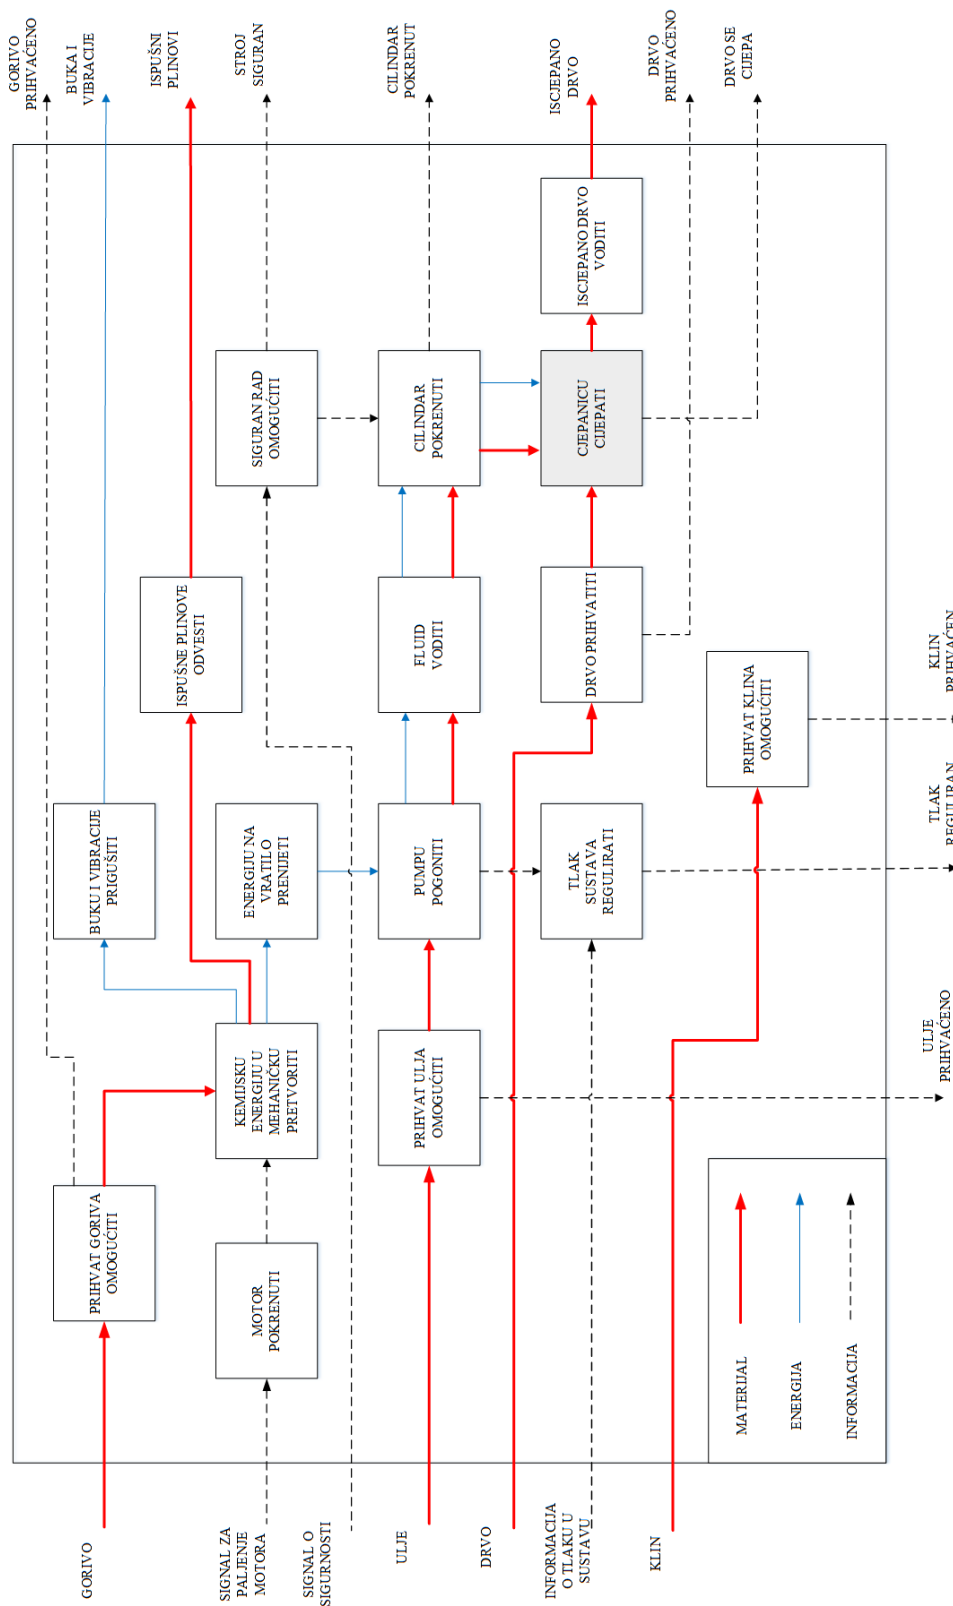 GORIVO
PRIHVAĆENO
BUKA I
VIBRACIJE
ISPUŠNI
PLINOVI
STROJ
SIGURAN
CILINDAR
POKRENUT
ISCJEPANO
DRVO
DRVO
PRIHVAĆENO
DRVO SE
CIJEPA
PRIHVAT GORIVA
OMOGUĆITI
BUKU I VIBRACIJE
PRIGUŠITI
ISPUŠNE PLINOVE
ODVESTI
MOTOR
POKRENUTI
KEMIJSKU
ENERGIJU U
MEHANIČKU
PRETVORITI
ENERGIJU NA
VRATILO
PRENIJETI
SIGURAN RAD
OMOGUĆITI
PRIHVAT ULJA
OMOGUĆITI
PUMPU
POGONITI
FLUID
VODITI
CILINDAR
POKRENUTI
TLAK
SUSTAVA
REGULIRATI
DRVO PRIHVATITI
CJEPANICU
CIJEPATI
ISCJEPANO DRVO
VODITI
PRIHVAT KLINA
OMOGUĆITI
GORIVO
SIGNAL ZA
PALJENJE
MOTORA
SIGNAL O
SIGURNOSTI
ULJE
DRVO
INFORMACIJA
O TLAKU U
SUSTAVU
KLIN
ULJE
PRIHVAĆENO
TLAK
REGULIRAN
KLIN
PRIHVAĆEN
MATERIJAL
ENERGIJA
INFORMACIJA